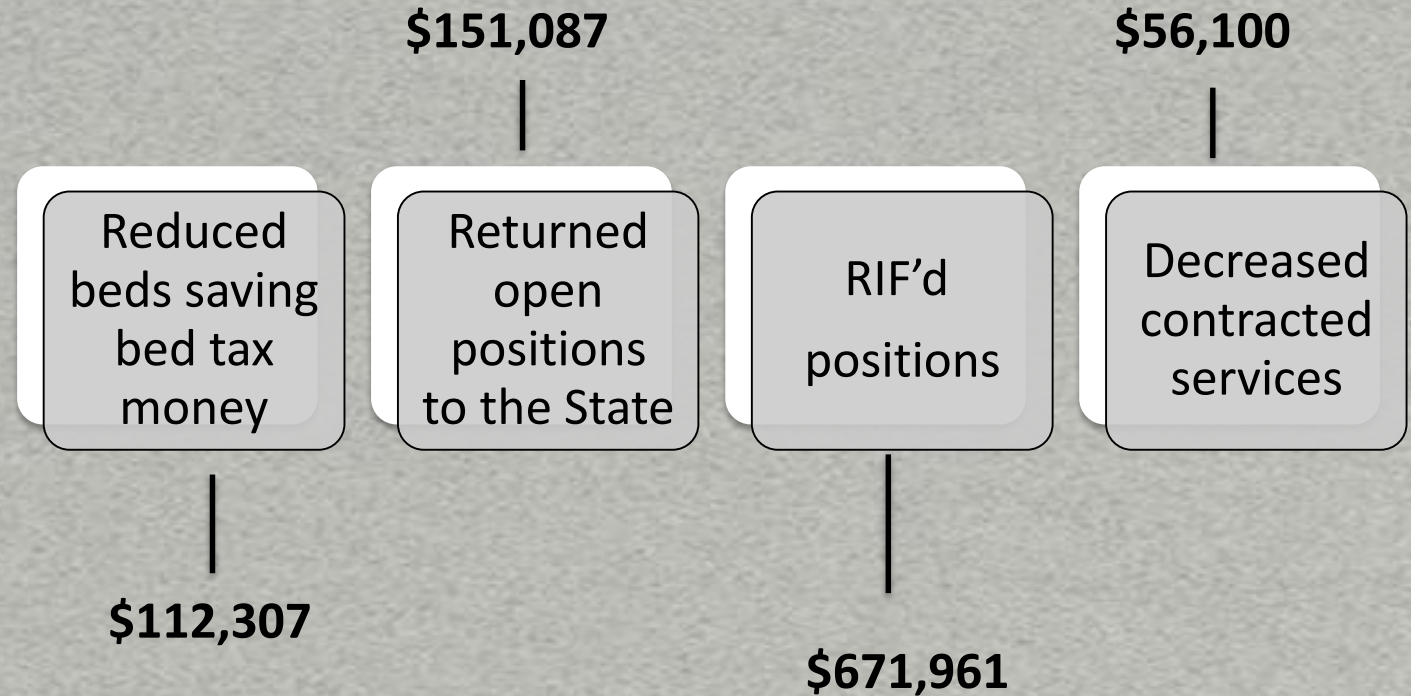 $151,087
$56,100
Reduced
beds saving
bed tax
money
Returned
open
positions
to the State
RIF’d
positions
Decreased
contracted
services
$112,307
$671,961